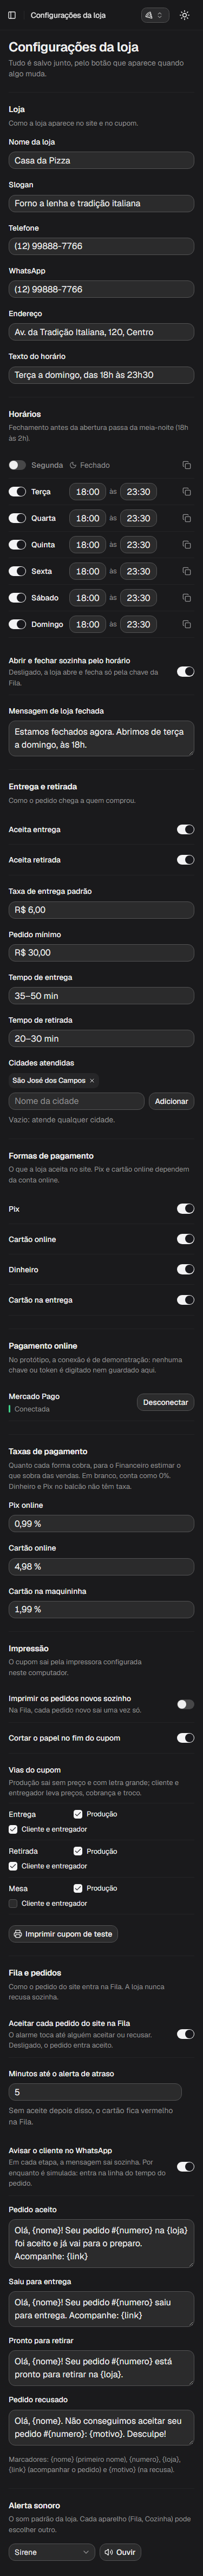 Configurações da loja
Configurações da loja
Tudo é salvo junto, pelo botão que aparece quando
algo muda.
Loja
Como a loja aparece no site e no cupom.
Nome da loja
Casa da Pizza
Slogan
Forno a lenha e tradição italiana
Telefone
(12) 99888-7766
WhatsApp
(12) 99888-7766
Endereço
Av. da Tradição Italiana, 120, Centro
Texto do horário
Terça a domingo, das 18h às 23h30
Horários
Fechamento antes da abertura passa da meia-noite (18h
às 2h).
Segunda Fechado
Terça 18:00 às 23:30
Quarta 18:00 às 23:30
Quinta 18:00 às 23:30
Sexta 18:00 às 23:30
Sábado 18:00 às 23:30
Domingo 18:00 às 23:30
Abrir e fechar sozinha pelo horário
Desligado, a loja abre e fecha só pela chave da
Fila.
Mensagem de loja fechada
Estamos fechados agora. Abrimos de terça
a domingo, às 18h.
Entrega e retirada
Como o pedido chega a quem comprou.
Aceita entrega
Aceita retirada
Taxa de entrega padrão
R$ 6,00
Pedido mínimo
R$ 30,00
Tempo de entrega
35–50 min
Tempo de retirada
20–30 min
Cidades atendidas
São José dos Campos ×
Nome da cidade Adicionar
Vazio: atende qualquer cidade.
Formas de pagamento
O que a loja aceita no site. Pix e cartão online dependem
da conta online.
Pix
Cartão online
Dinheiro
Cartão na entrega
Pagamento online
No protótipo, a conexão é de demonstração: nenhuma
chave ou token é digitado nem guardado aqui.
Mercado Pago
Conectada
Desconectar
Taxas de pagamento
Quanto cada forma cobra, para o Financeiro estimar o
que sobra das vendas. Em branco, conta como 0%.
Dinheiro e Pix no balcão não têm taxa.
Pix online
0,99 %
Cartão online
4,98 %
Cartão na maquininha
1,99 %
Impressão
O cupom sai pela impressora configurada
neste computador.
Imprimir os pedidos novos sozinho
Na Fila, cada pedido novo sai uma vez só.
Cortar o papel no fim do cupom
Vias do cupom
Produção sai sem preço e com letra grande; cliente e
entregador leva preços, cobrança e troco.
Entrega Produção
Cliente e entregador
Retirada Produção
Cliente e entregador
Mesa Produção
Cliente e entregador
Imprimir cupom de teste
Fila e pedidos
Como o pedido do site entra na Fila. A loja nunca
recusa sozinha.
Aceitar cada pedido do site na Fila
O alarme toca até alguém aceitar ou recusar.
Desligado, o pedido entra aceito.
Minutos até o alerta de atraso
5
Sem aceite depois disso, o cartão fica vermelho
na Fila.
Avisar o cliente no WhatsApp
Em cada etapa, a mensagem sai sozinha. Por
enquanto é simulada: entra na linha do tempo do
pedido.
Pedido aceito
Olá, {nome}! Seu pedido #{numero} na {loja}
foi aceito e já vai para o preparo.
Acompanhe: {link}
Saiu para entrega
Olá, {nome}! Seu pedido #{numero} saiu
para entrega. Acompanhe: {link}
Pronto para retirar
Olá, {nome}! Seu pedido #{numero} está
pronto para retirar na {loja}.
Pedido recusado
Olá, {nome}. Não conseguimos aceitar seu
pedido #{numero}: {motivo}. Desculpe!
Marcadores: {nome} (primeiro nome), {numero}, {loja},
{link} (acompanhar o pedido) e {motivo} (na recusa).
Alerta sonoro
O som padrão da loja. Cada aparelho (Fila, Cozinha) pode
escolher outro.
Sirene Ouvir